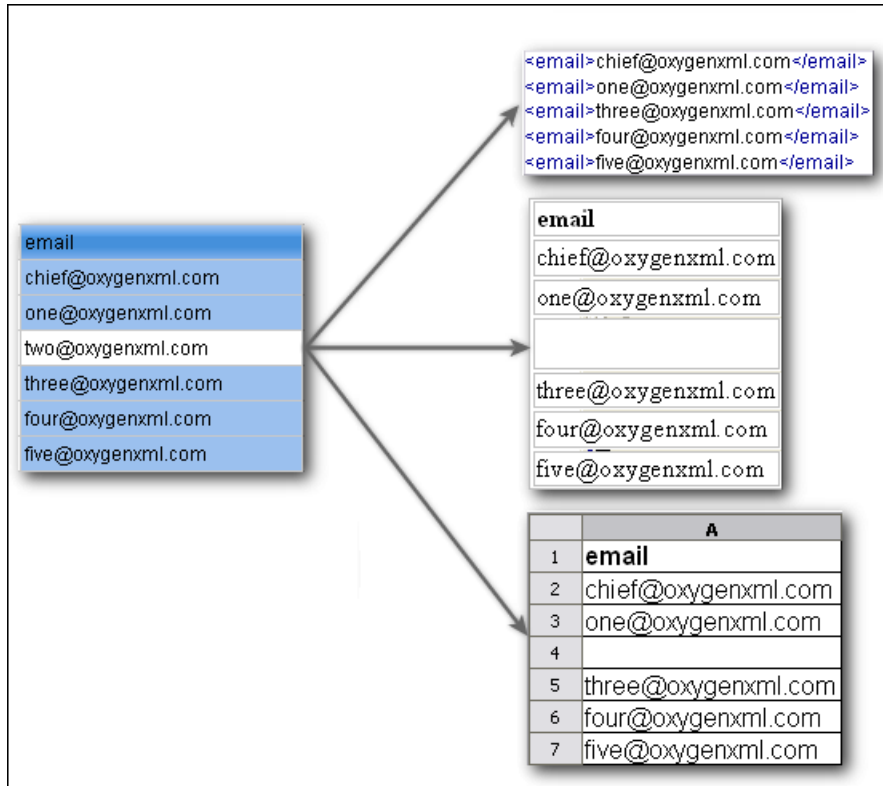 email
chief@oxygenxml.com
one@oxygenxml.com
two@oxygenxml.com
three@oxygenxml.com
four@oxygenxml.com
five@oxygenxml.com
<email>chief@oxygenxml.com</email>
<email>one@oxygenxml.com</email>
<email>three@oxygenxml.com</email>
<email>four@oxygenxml.com</email>
<email>five@oxygenxml.com</email>
email
chief@oxygenxml.com
one@oxygenxml.com
three@oxygenxml.com
four@oxygenxml.com
five@oxygenxml.com
A
1 email
2 chief@oxygenxml.com
3 one@oxygenxml.com
4
5 three@oxygenxml.com
6 four@oxygenxml.com
7 five@oxygenxml.com